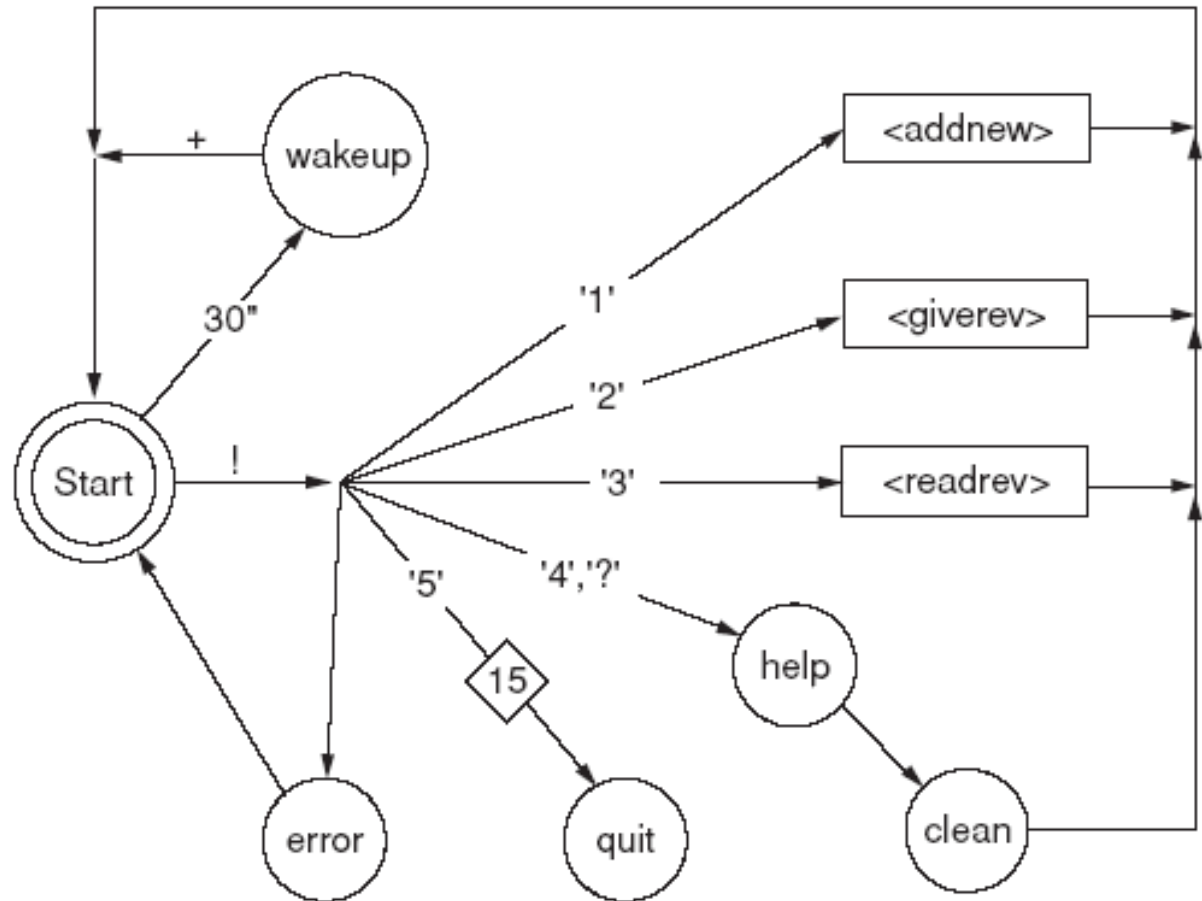 <addnew>
+
wakeup
30"
'1'
<giverev>
'2'
Start
!
'3'
<readrev>
'5'
'4','?'
15
help
error
quit
clean